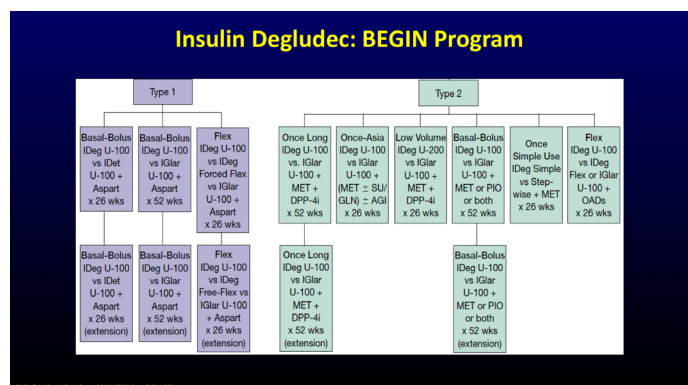 Insulin Degludec: BEGIN Program
Type 1
Type 2
Basal-Bolus
IDeg U-100
vs IDet
U-100 +
Aspart
x 26 wks
Basal-Bolus
IDeg U-100
vs IGlar
U-100 +
Aspart
x 52 wks
Flex
IDeg U-100
vs IDeg
Forced Flex
vs IGlar
U-100 +
Aspart
x 26 wks
Once Long
IDeg U-100
vs. IGlar
U-100 +
MET +
DPP-4i
x 52 wks
Once-Asia
IDeg U-100
vs IGlar
U-100 +
(MET ± SU/
GLN) ± AGI
x 26 wks
Low Volume
IDeg U-200
vs IGlar
U-100 +
MET +
DPP-4i
x 26 wks
Basal-Bolus
IDeg U-100
vs IGlar
U-100 +
MET or PIO
or both
x 52 wks
Once
Simple Use
IDeg Simple
vs Step-
wise + MET
x 26 wks
Flex
IDeg U-100
vs IDeg
Flex or IGlar
U-100 +
OADs
x 26 wks
Basal-Bolus
IDeg U-100
vs IDet
U-100 +
Aspart
x 26 wks
(extension)
Basal-Bolus
IDeg U-100
vs IGlar
U-100 +
Aspart
x 52 wks
(extension)
Flex
IDeg U-100
vs IDeg
Free-Flex vs
IGlar U-100
+ Aspart
x 26 wks
(extension)
Once Long
IDeg U-100
vs IGlar
U-100 +
MET +
DPP-4i
x 52 wks
(extension)
Basal-Bolus
IDeg U-100
vs IGlar
U-100 +
MET or PIO
or both
x 52 wks
(extension)